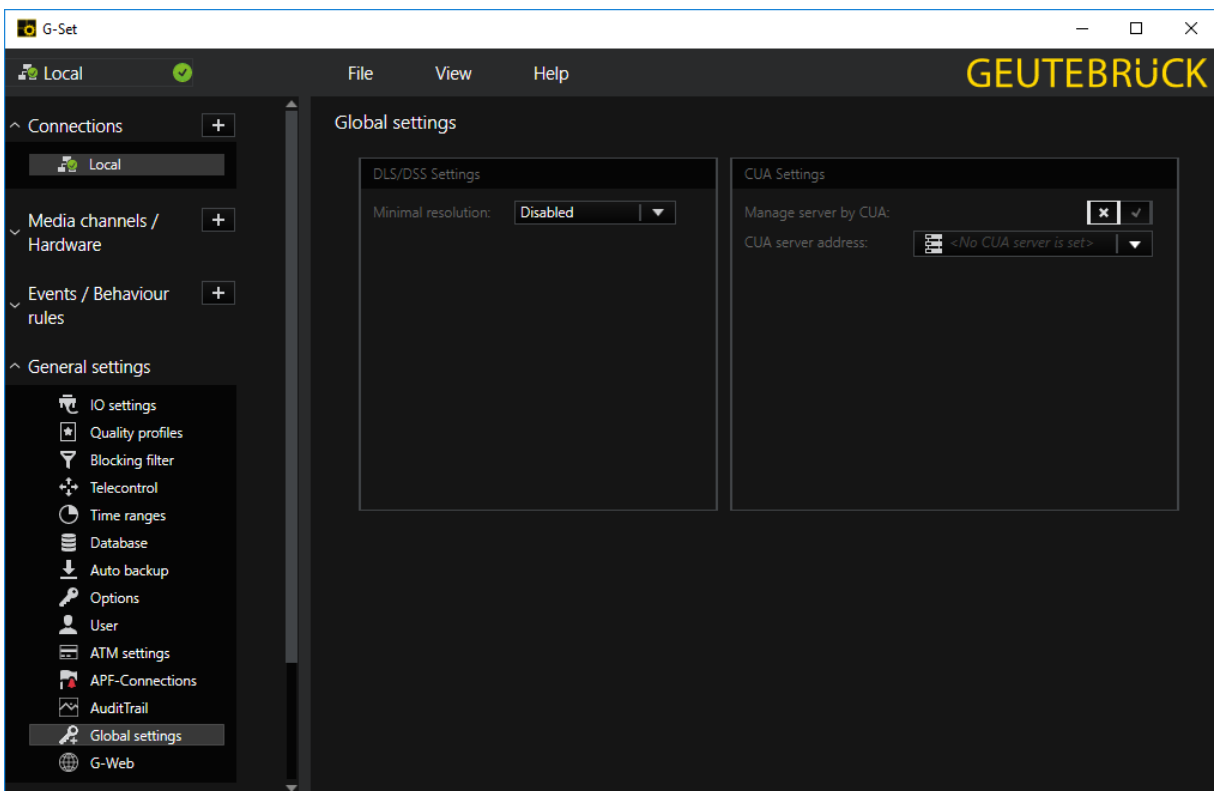 G-Set
Local
File View Help
GEUTEBRÜCK
Connections
Local
Media channels /
Hardware
Events / Behaviour
rules
General settings
IO settings
Quality profiles
Blocking filter
Telecontrol
Time ranges
Database
Auto backup
Options
User
ATM settings
APF-Connections
AuditTrail
Global settings
G-Web
Global settings
DLS/DSS Settings
Minimal resolution: Disabled
CUA Settings
Manage server by CUA:
CUA server address: <No CUA server is set>